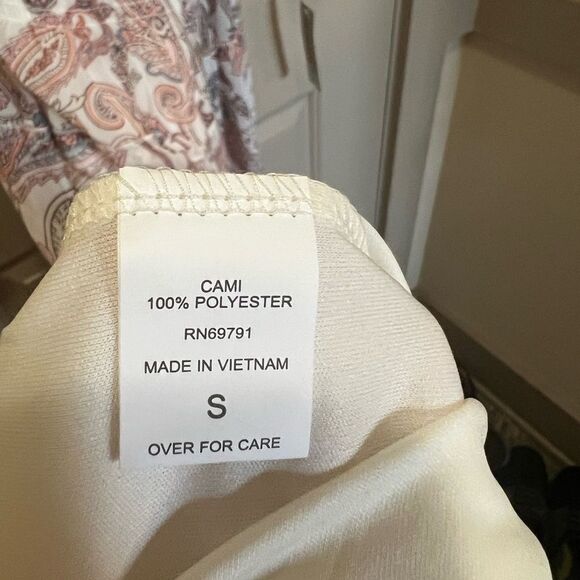 CAMI
100% POLYESTER
RN69791
MADE IN VIETNAM
S
OVER FOR CARE